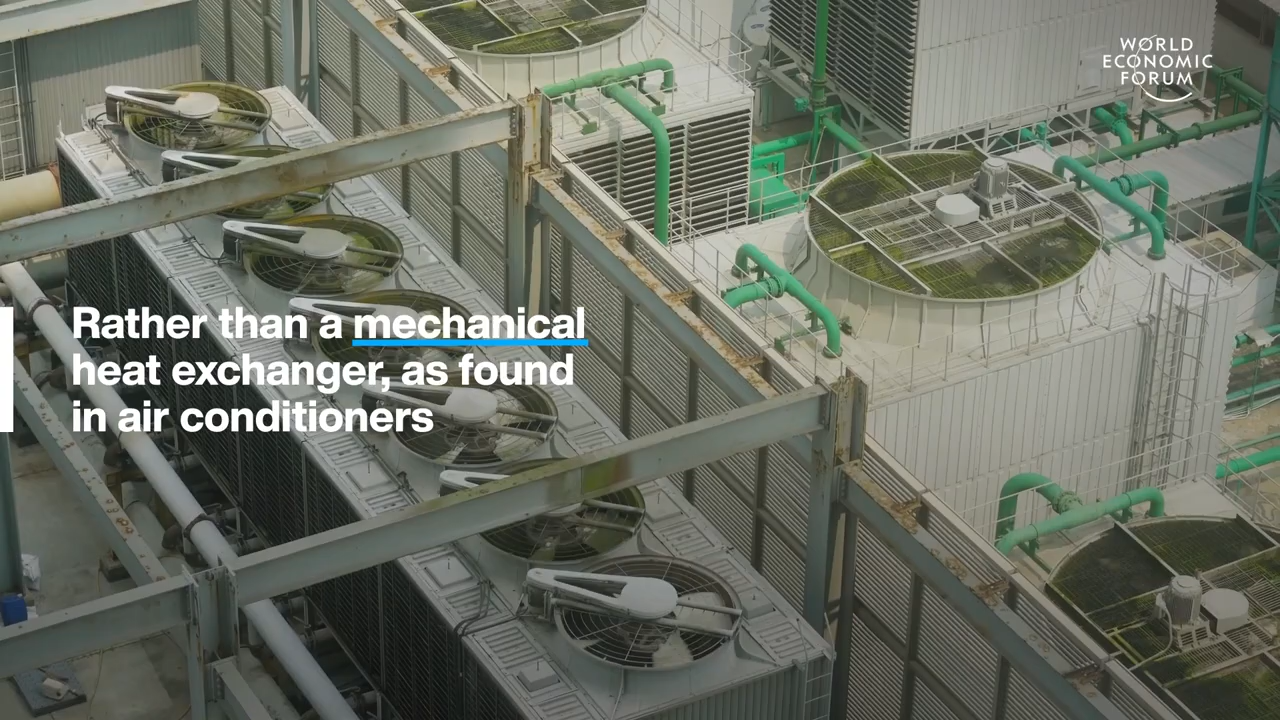 WORLD
ECONOMIC
FORUM
Rather than a mechanical
heat exchanger, as found
in air conditioners